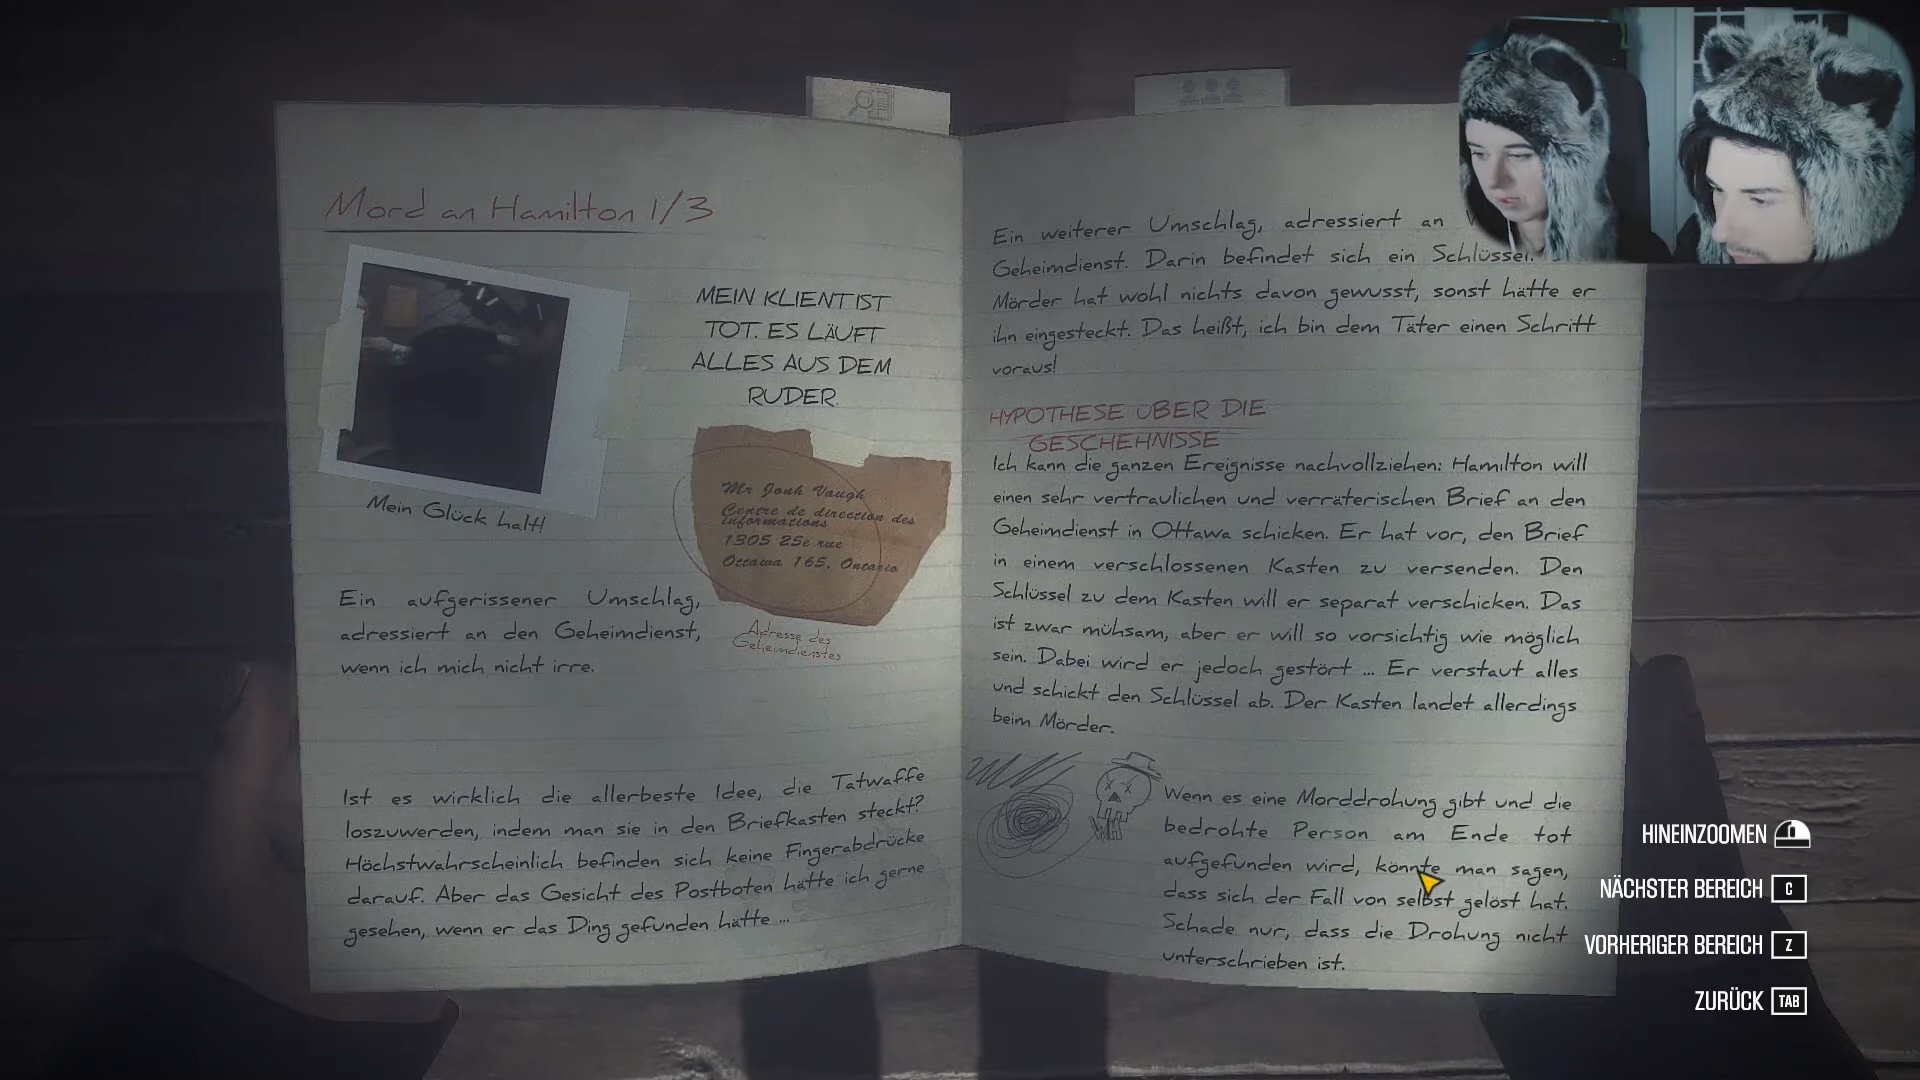 Mord an Hamilton 1/3
MEIN KLIENT IST
TOT. ES LÄUFT
ALLES AUS DEM
RUDER.
Mein Glück halt!
Mr Jonh Vaugh
Centre de direction des
informations
1305 25e rue
Ottawa 165, Ontario
Adresse des
Geheimdienstes
Ein aufgerissener Umschlag,
adressiert an den Geheimdienst,
wenn ich mich nicht irre.
Ist es wirklich die allerbeste Idee, die Tatwaffe
loszuwerden, indem man sie in den Briefkasten steckt?
Höchstwahrscheinlich befinden sich keine Fingerabdrücke
darauf. Aber das Gesicht des Postboten hätte ich gerne
gesehen, wenn er das Ding gefunden hätte ...
Ein weiterer Umschlag, adressiert an
Geheimdienst. Darin befindet sich ein Schlüssel.
Mörder hat wohl nichts davon gewusst, sonst hätte er
ihn eingesteckt. Das heißt, ich bin dem Täter einen Schritt
voraus!
HYPOTHESE ÜBER DIE
GESCHEHNISSE
Ich kann die ganzen Ereignisse nachvollziehen: Hamilton will
einen sehr vertraulichen und verräterischen Brief an den
Geheimdienst in Ottawa schicken. Er hat vor, den Brief
in einem verschlossenen Kasten zu versenden. Den
Schlüssel zu dem Kasten will er separat verschicken. Das
ist zwar mühsam, aber er will so vorsichtig wie möglich
sein. Dabei wird er jedoch gestört ... Er verstaut alles
und schickt den Schlüssel ab. Der Kasten landet allerdings
beim Mörder.
Wenn es eine Morddrohung gibt und die
bedrohte Person am Ende tot
aufgefunden wird, könnte man sagen,
dass sich der Fall von selbst gelöst hat.
Schade nur, dass die Drohung nicht
unterschrieben ist.
HINEINZOOMEN
NÄCHSTER BEREICH C
VORHERIGER BEREICH Z
ZURÜCK TAB